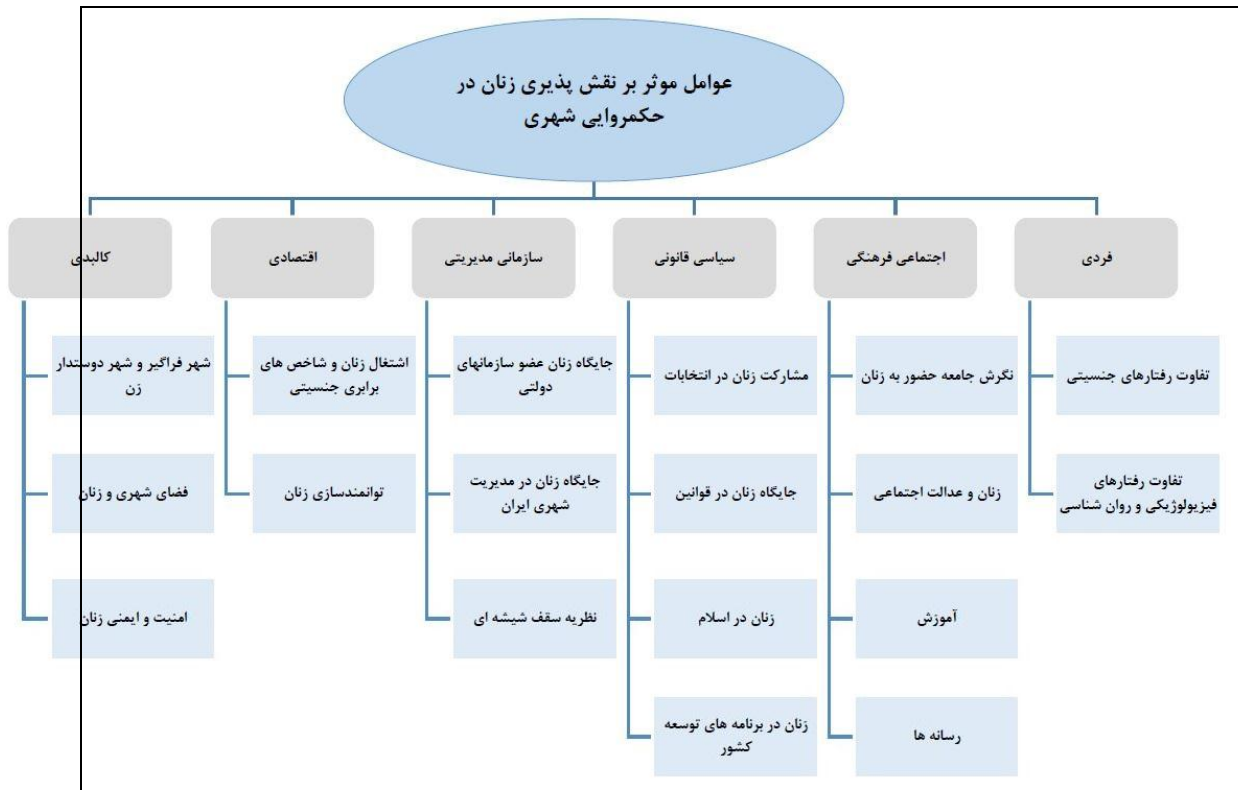 عوامل موثر بر نقش پذیری زنان در
حکمروایی شهری
فردی
اجتماعی فرهنگی
سیاسی قانونی
سازمانی مدیریتی
اقتصادی
کالبدی
تفاوت رفتارهای جنسیتی
نگرش جامعه حضور به زنان
مشارکت زنان در انتخابات
جایگاه زنان عضو سازمانهای
دولتی
اشتغال زنان و شاخص های
برابری جنسیتی
شهر فراگیر و شهر دوستدار
زن
تفاوت رفتارهای
فیزیولوژیکی و روان شناسی
زنان و عدالت اجتماعی
جایگاه زنان در قوانین
جایگاه زنان در مدیریت
شهری ایران
توانمندسازی زنان
فضای شهری و زنان
آموزش
زنان در اسلام
نظریه سقف شیشه ای
امنیت و ایمنی زنان
رسانه ها
زنان در برنامه های توسعه
کشور